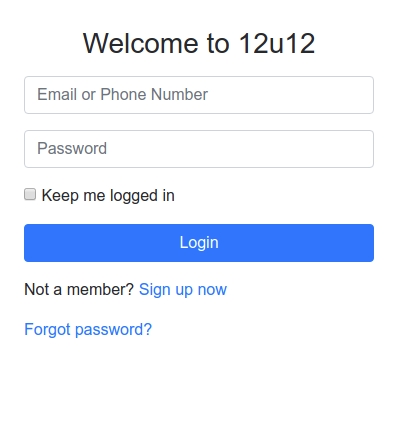 Welcome to 12u12
Email or Phone Number
Password
Keep me logged in
Login
Not a member? Sign up now
Forgot password?